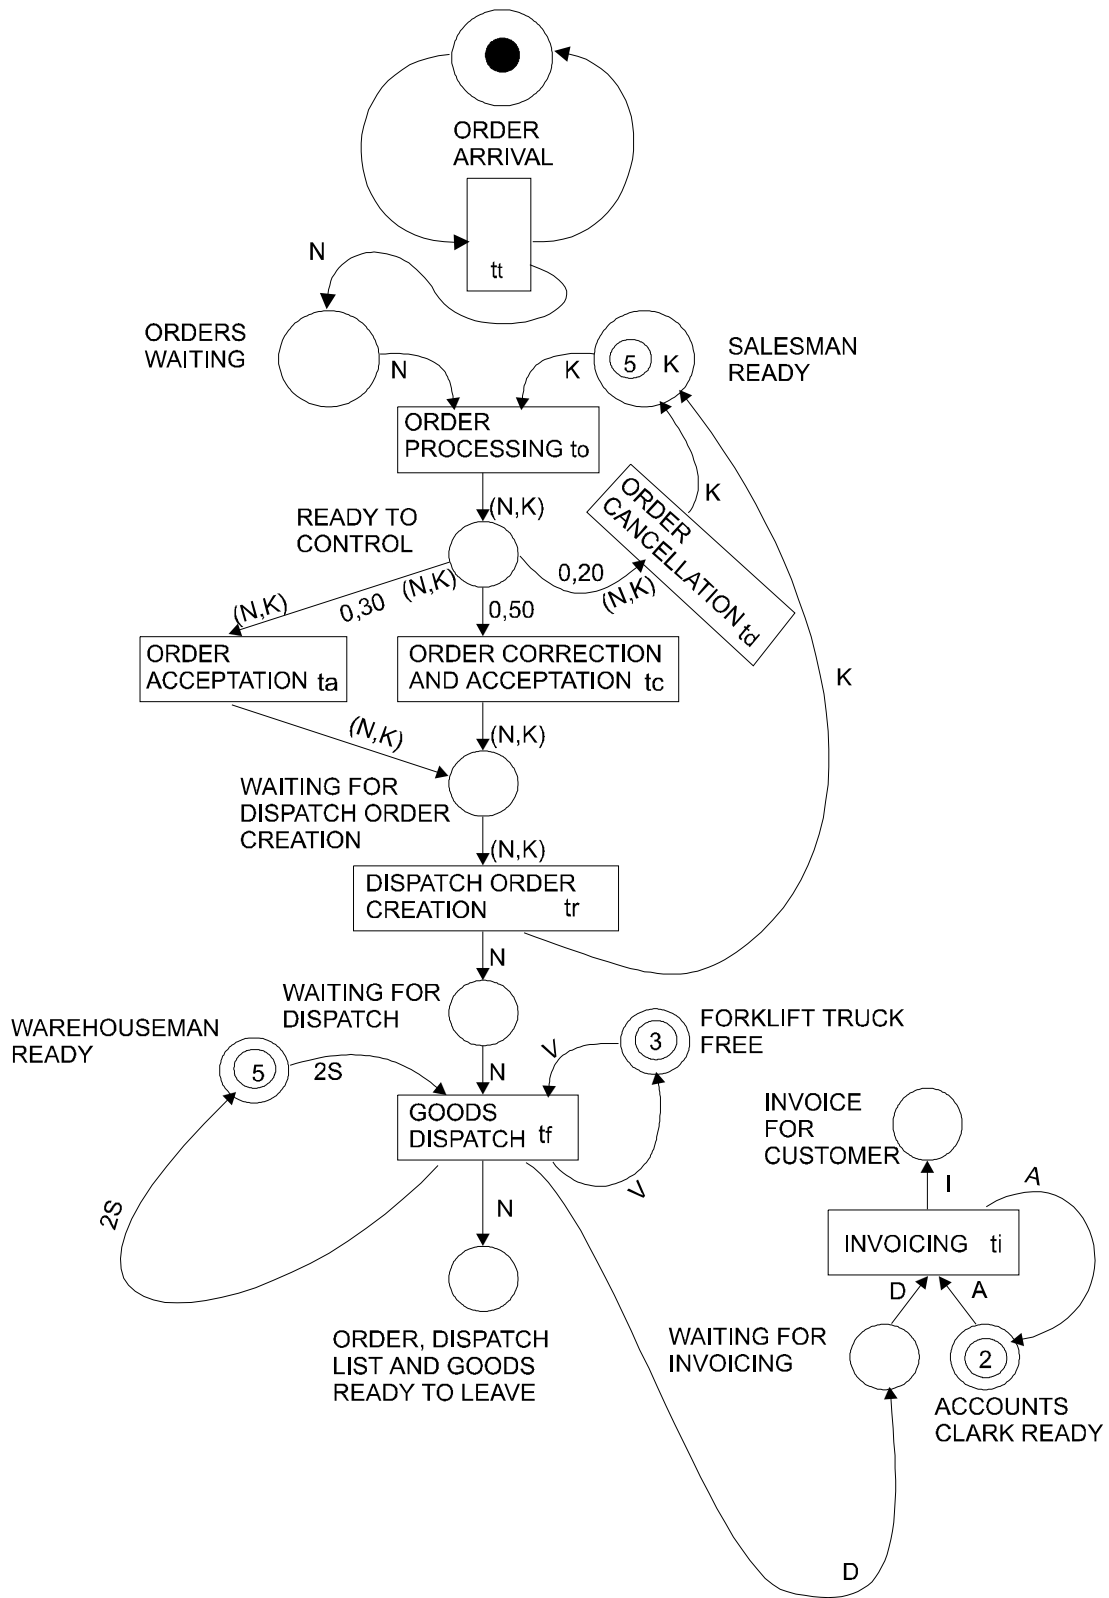 ORDER
ARRIVAL
tt
N
ORDERS
WAITING
N
K
5 K
SALESMAN
READY
ORDER
PROCESSING to
(N,K)
READY TO
CONTROL
ORDER
CANCELLATION td
K
0,20
(N,K)
(N,K)
0,30
(N,K)
0,50
ORDER
ACCEPTATION ta
ORDER CORRECTION
AND ACCEPTATION tc
K
(N,K)
(N,K)
WAITING FOR
DISPATCH ORDER
CREATION
(N,K)
DISPATCH ORDER
CREATION tr
N
WAITING FOR
DISPATCH
WAREHOUSEMAN
READY
5
2S
N
V
3
FORKLIFT TRUCK
FREE
GOODS
DISPATCH tf
V
2S
N
INVOICE
FOR
CUSTOMER
I
A
INVOICING ti
D
A
ORDER, DISPATCH
LIST AND GOODS
READY TO LEAVE
WAITING FOR
INVOICING
2
ACCOUNTS
CLARK READY
D